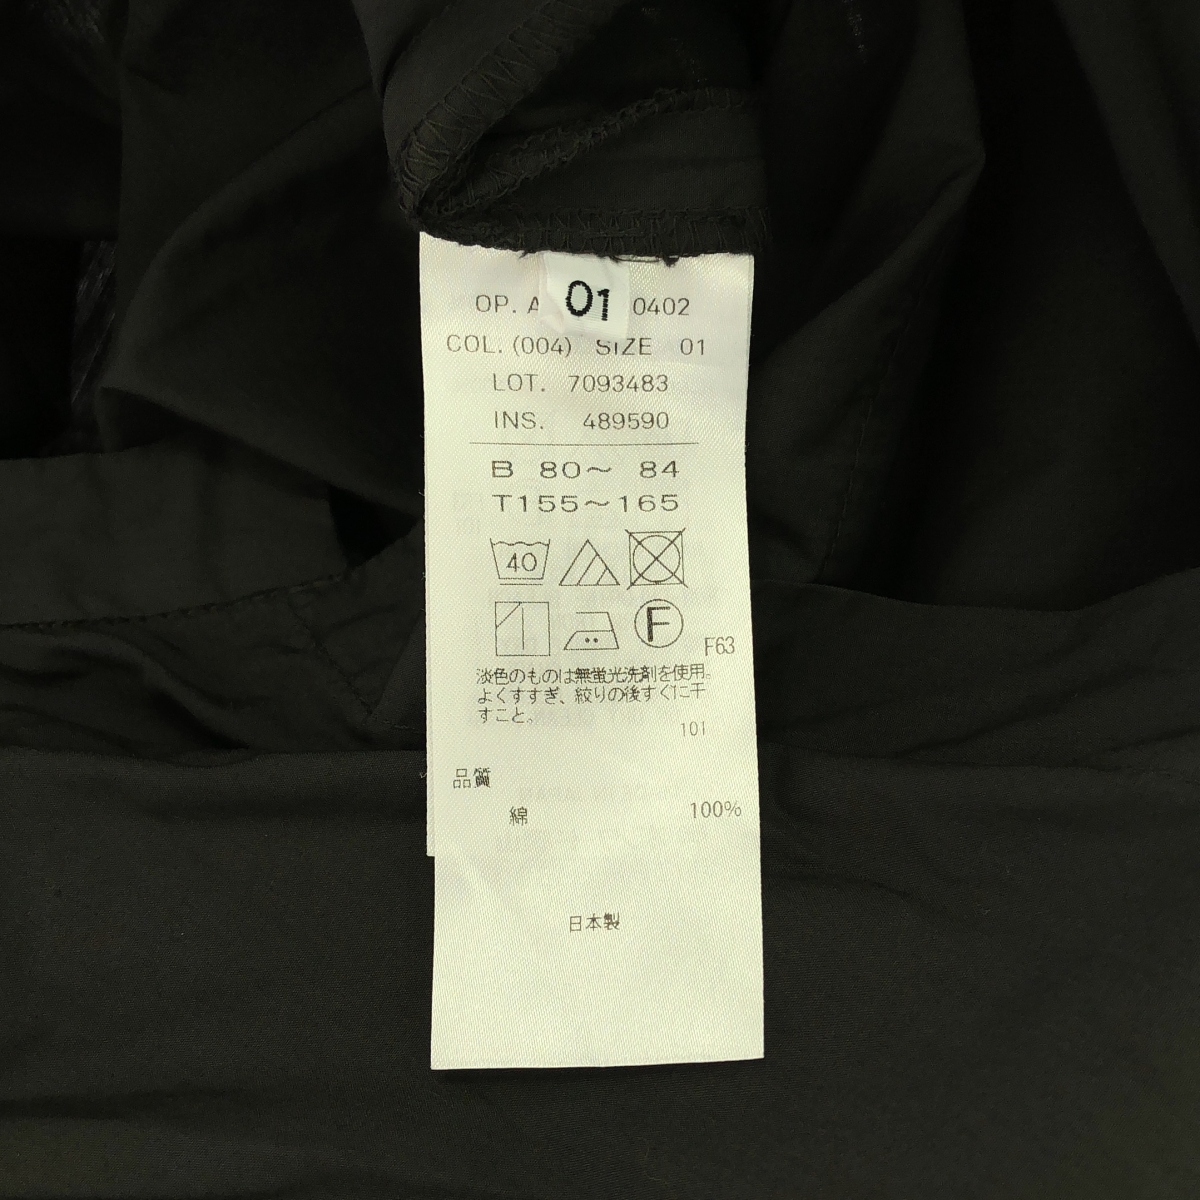 01
OP. A 0402
COL. (004) SIZE 01
LOT. 7093483
INS. 489590
B 80～ 84
T155～165
40
F
F63
淡色のものは無蛍光洗剤を使用。
よくすすぎ、絞りの後すぐに干
すこと。
101
品質
綿 100%
日本製